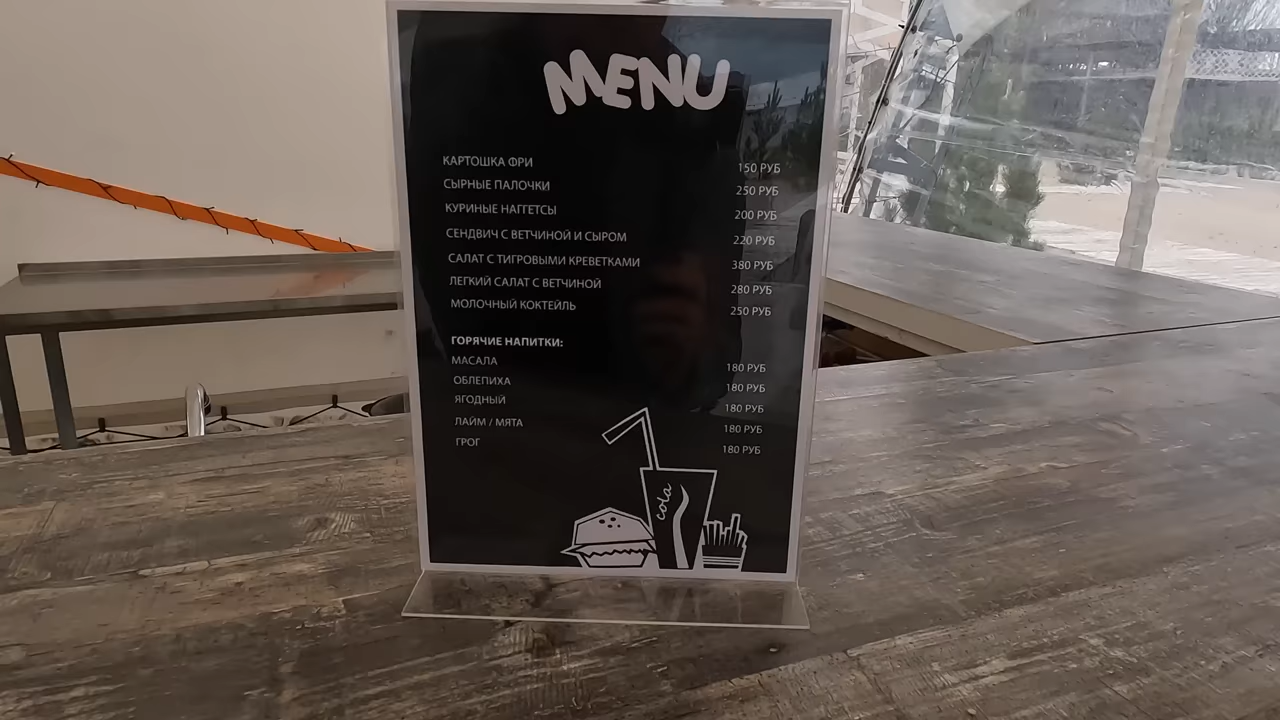 MENU
КАРТОШКА ФРИ 150 РУБ
СЫРНЫЕ ПАЛОЧКИ 250 РУБ
КУРИНЫЕ НАГГЕТСЫ 200 РУБ
СЕНДВИЧ С ВЕТЧИНОЙ И СЫРОМ 220 РУБ
САЛАТ С ТИГРОВЫМИ КРЕВЕТКАМИ 380 РУБ
ЛЕГКИЙ САЛАТ С ВЕТЧИНОЙ 280 РУБ
МОЛОЧНЫЙ КОКТЕЙЛЬ 250 РУБ
ГОРЯЧИЕ НАПИТКИ:
МАСАЛА 180 РУБ
ОБЛЕПИХА 180 РУБ
ЯГОДНЫЙ 180 РУБ
ЛАЙМ / МЯТА 180 РУБ
ГРОГ 180 РУБ
cola